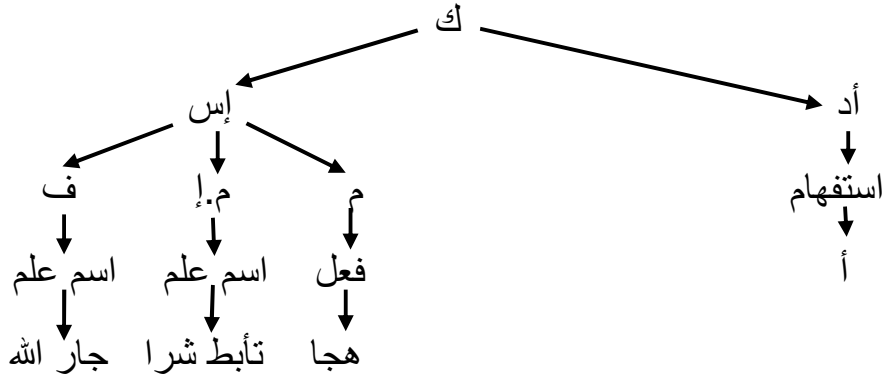 ك
أد إس
استفهام م م.إ ف
أ فعل اسم علم اسم علم
هجا تأبط شرا جار الله